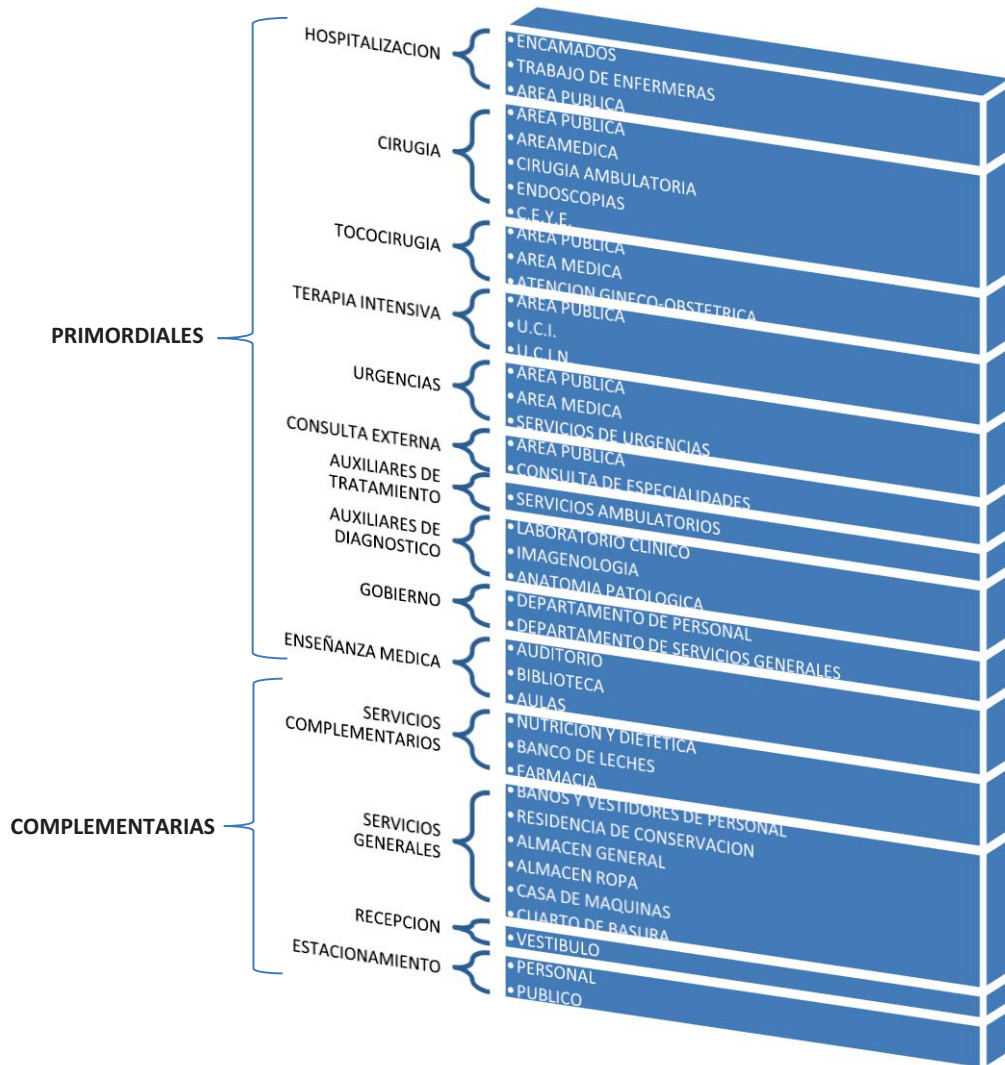 PRIMORDIALES
HOSPITALIZACION
• ENCAMADOS
• TRABAJO DE ENFERMERAS
• AREA PUBLICA
CIRUGIA
• AREA PUBLICA
• AREAMEDICA
• CIRUGIA AMBULATORIA
• ENDOSCOPIAS
• C.E.Y.E.
TOCOCIRUGIA
• AREA PUBLICA
• AREA MEDICA
• ATENCION GINECO-OBSTETRICA
TERAPIA INTENSIVA
• AREA PUBLICA
• U.C.I.
• U.C.I.N.
URGENCIAS
• AREA PUBLICA
• AREA MEDICA
• SERVICIOS DE URGENCIAS
CONSULTA EXTERNA
• AREA PUBLICA
• CONSULTA DE ESPECIALIDADES
AUXILIARES DE
TRATAMIENTO
• SERVICIOS AMBULATORIOS
AUXILIARES DE
DIAGNOSTICO
• LABORATORIO CLINICO
• IMAGENOLOGIA
• ANATOMIA PATOLOGICA
GOBIERNO
• DEPARTAMENTO DE PERSONAL
• DEPARTAMENTO DE SERVICIOS GENERALES
ENSEÑANZA MEDICA
• AUDITORIO
• BIBLIOTECA
• AULAS
COMPLEMENTARIAS
SERVICIOS
COMPLEMENTARIOS
• NUTRICION Y DIETETICA
• BANCO DE LECHES
• FARMACIA
SERVICIOS
GENERALES
• BAÑOS Y VESTIDORES DE PERSONAL
• RESIDENCIA DE CONSERVACION
• ALMACEN GENERAL
• ALMACEN ROPA
• CASA DE MAQUINAS
• CUARTO DE BASURA
RECEPCION
• VESTIBULO
ESTACIONAMIENTO
• PERSONAL
• PUBLICO